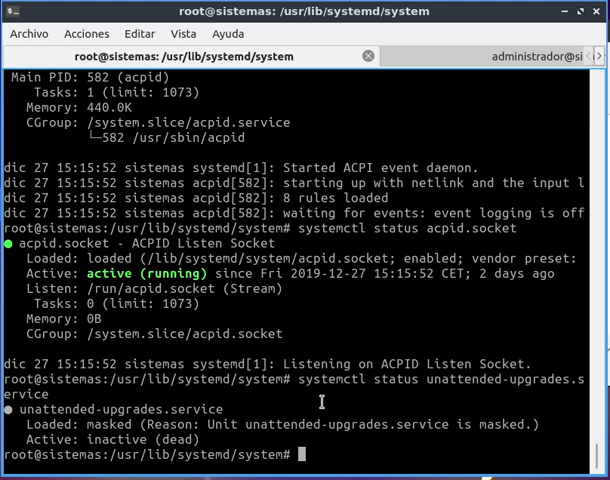 root@sistemas: /usr/lib/systemd/system
Archivo Acciones Editar Vista Ayuda
root@sistemas: /usr/lib/systemd/system administrador@si
Main PID: 582 (acpid)
Tasks: 1 (limit: 1073)
Memory: 440.0K
CGroup: /system.slice/acpid.service
└─582 /usr/sbin/acpid
dic 27 15:15:52 sistemas systemd[1]: Started ACPI event daemon.
dic 27 15:15:52 sistemas acpid[582]: starting up with netlink and the input l
dic 27 15:15:52 sistemas acpid[582]: 8 rules loaded
dic 27 15:15:52 sistemas acpid[582]: waiting for events: event logging is off
root@sistemas:/usr/lib/systemd/system# systemctl status acpid.socket
● acpid.socket - ACPID Listen Socket
Loaded: loaded (/lib/systemd/system/acpid.socket; enabled; vendor preset:
Active: active (running) since Fri 2019-12-27 15:15:52 CET; 2 days ago
Listen: /run/acpid.socket (Stream)
Tasks: 0 (limit: 1073)
Memory: 0B
CGroup: /system.slice/acpid.socket
dic 27 15:15:52 sistemas systemd[1]: Listening on ACPID Listen Socket.
root@sistemas:/usr/lib/systemd/system# systemctl status unattended-upgrades.s
ervice
● unattended-upgrades.service
Loaded: masked (Reason: Unit unattended-upgrades.service is masked.)
Active: inactive (dead)
root@sistemas:/usr/lib/systemd/system#